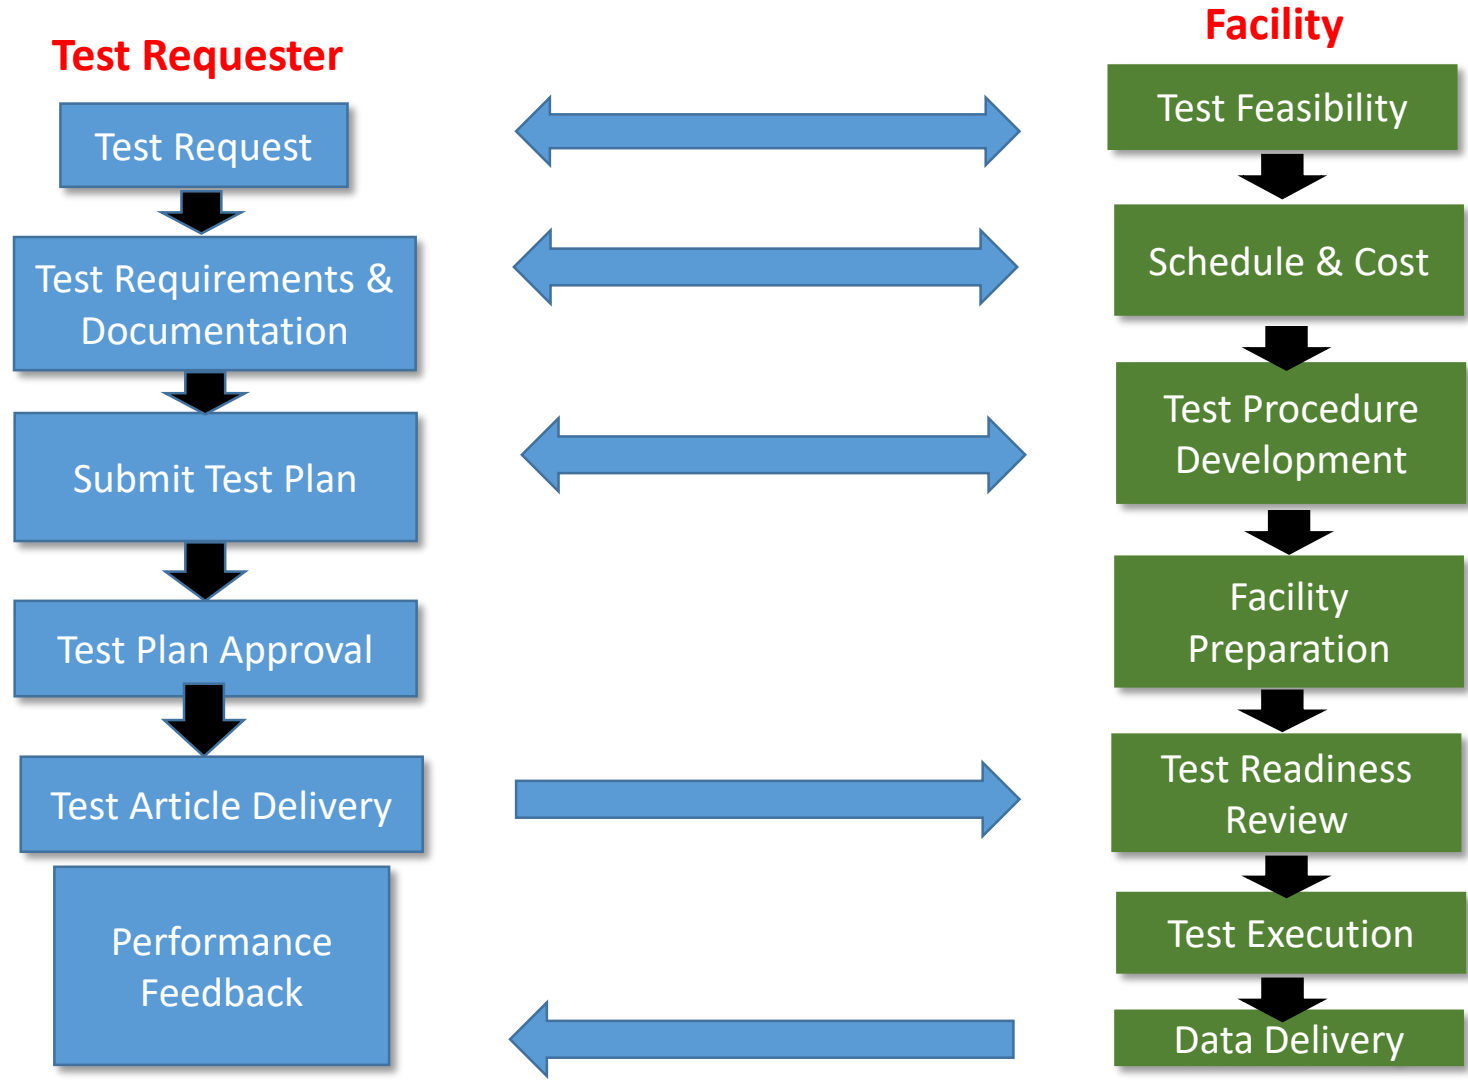 Test Requester
Test Request
Test Requirements &
Documentation
Submit Test Plan
Test Plan Approval
Test Article Delivery
Performance
Feedback
Facility
Test Feasibility
Schedule & Cost
Test Procedure
Development
Facility
Preparation
Test Readiness
Review
Test Execution
Data Delivery